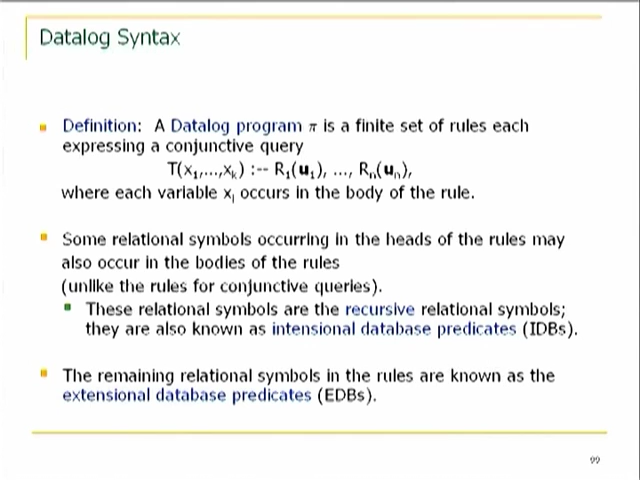 Datalog Syntax
Definition: A Datalog program π is a finite set of rules each
expressing a conjunctive query
T(x₁,...,xₖ) :-- R₁(u₁), ..., Rₙ(uₙ),
where each variable xᵢ occurs in the body of the rule.
Some relational symbols occurring in the heads of the rules may
also occur in the bodies of the rules
(unlike the rules for conjunctive queries).
These relational symbols are the recursive relational symbols;
they are also known as intensional database predicates (IDBs).
The remaining relational symbols in the rules are known as the
extensional database predicates (EDBs).
99